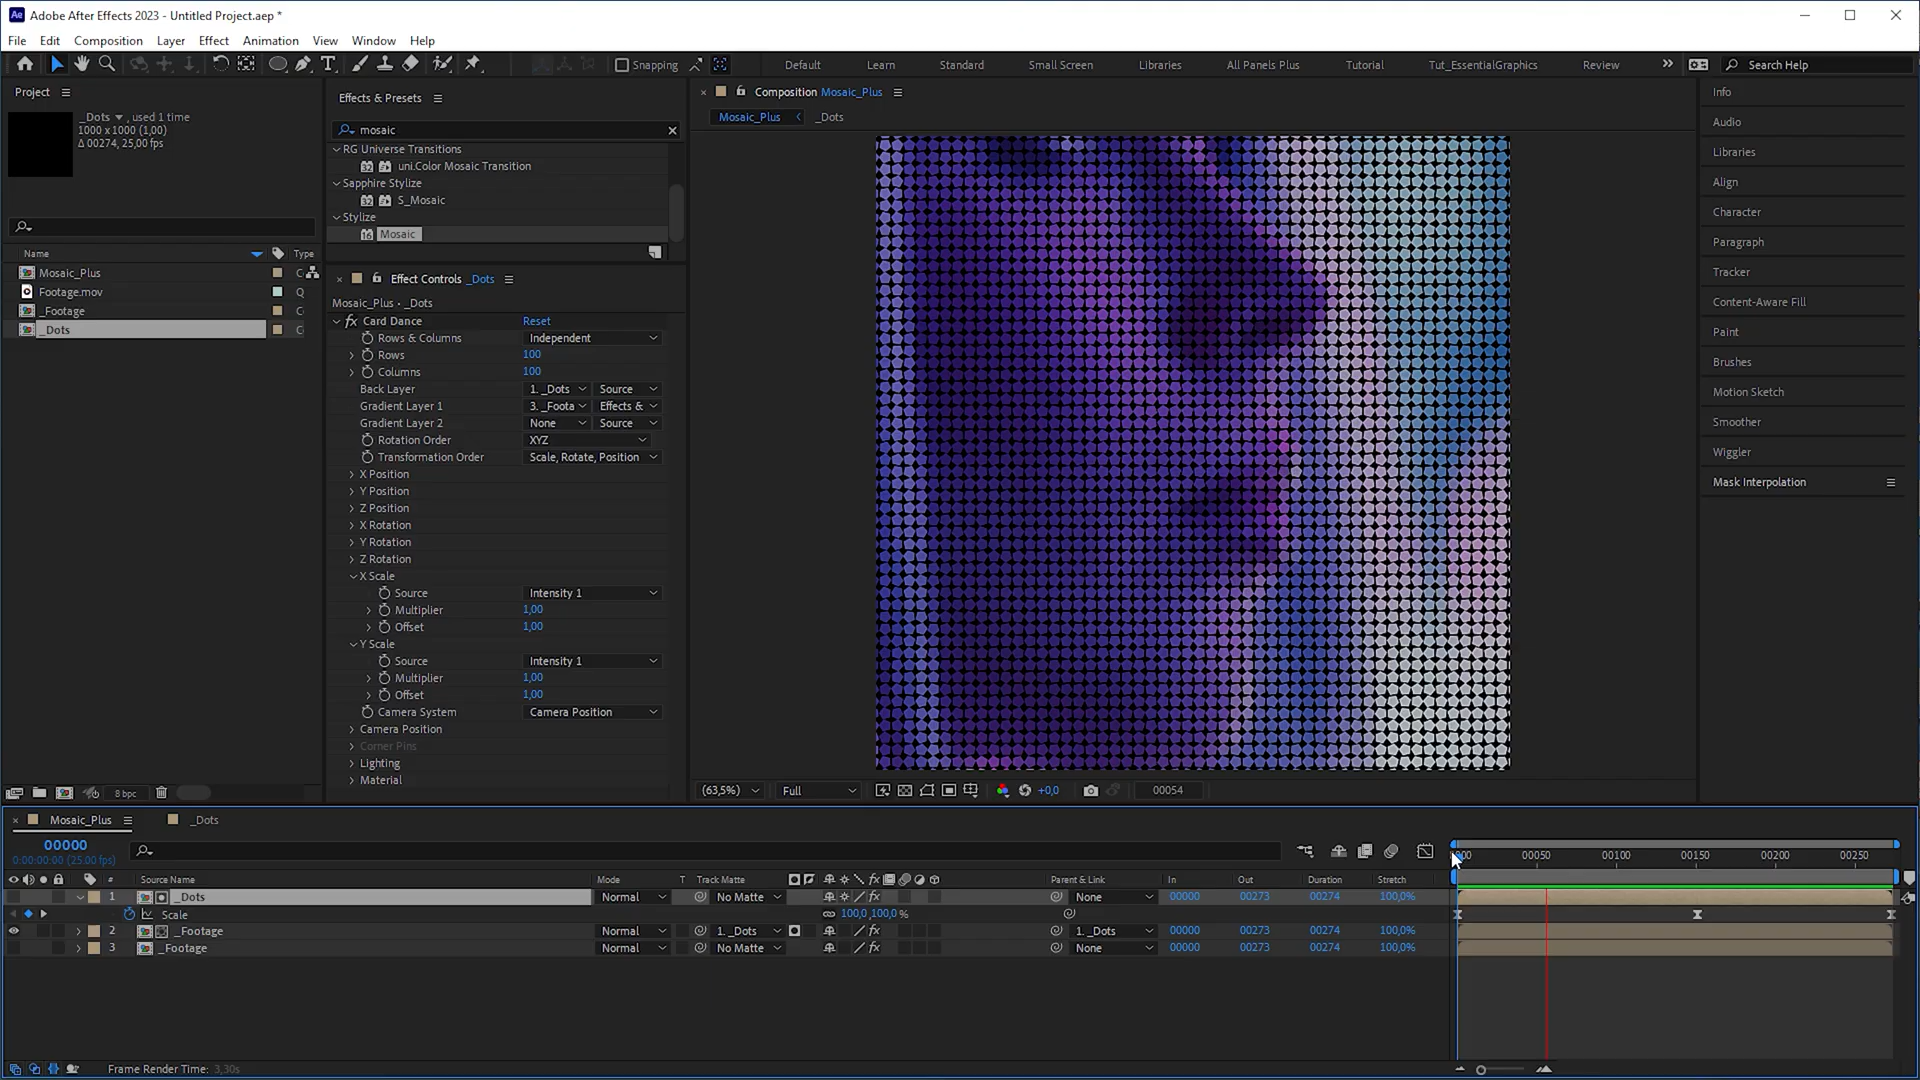 Adobe After Effects 2023 - Untitled Project.aep *
File Edit Composition Layer Effect Animation View Window Help
Snapping Default Learn Standard Small Screen Libraries All Panels Plus Tutorial Tut_EssentialGraphics Review Search Help
Project
_Dots , used 1 time
1000 x 1000 (1,00)
Δ 00274, 25,00 fps
Name Type
Mosaic_Plus C
Footage.mov Q
_Footage C
_Dots C
8 bpc
Effects & Presets
mosaic
RG Universe Transitions
32 uni.Color Mosaic Transition
Sapphire Stylize
32 S_Mosaic
Stylize
16 Mosaic
Effect Controls _Dots
Mosaic_Plus · _Dots
fx Card Dance Reset
Rows & Columns Independent
Rows 100
Columns 100
Back Layer 1. _Dots Source
Gradient Layer 1 3. _Foota Effects &
Gradient Layer 2 None Source
Rotation Order XYZ
Transformation Order Scale, Rotate, Position
X Position
Y Position
Z Position
X Rotation
Y Rotation
Z Rotation
X Scale
Source Intensity 1
Multiplier 1,00
Offset 1,00
Y Scale
Source Intensity 1
Multiplier 1,00
Offset 1,00
Camera System Camera Position
Camera Position
Corner Pins
Lighting
Material
Composition Mosaic_Plus
Mosaic_Plus _Dots
(63,5%) Full +0,0 00054
Info
Audio
Libraries
Align
Character
Paragraph
Tracker
Content-Aware Fill
Paint
Brushes
Motion Sketch
Smoother
Wiggler
Mask Interpolation
Mosaic_Plus _Dots
00000
0:00:00:00 (25.00 fps)
00050 00100 00150 00200 00250
# Source Name Mode T Track Matte fx Parent & Link In Out Duration Stretch
1 _Dots Normal No Matte fx None 00000 00273 00274 100,0%
Scale 100,0 ,100,0 %
2 _Footage Normal 1. _Dots fx 1. _Dots 00000 00273 00274 100,0%
3 _Footage Normal No Matte fx None 00000 00273 00274 100,0%
Frame Render Time: 3,30s